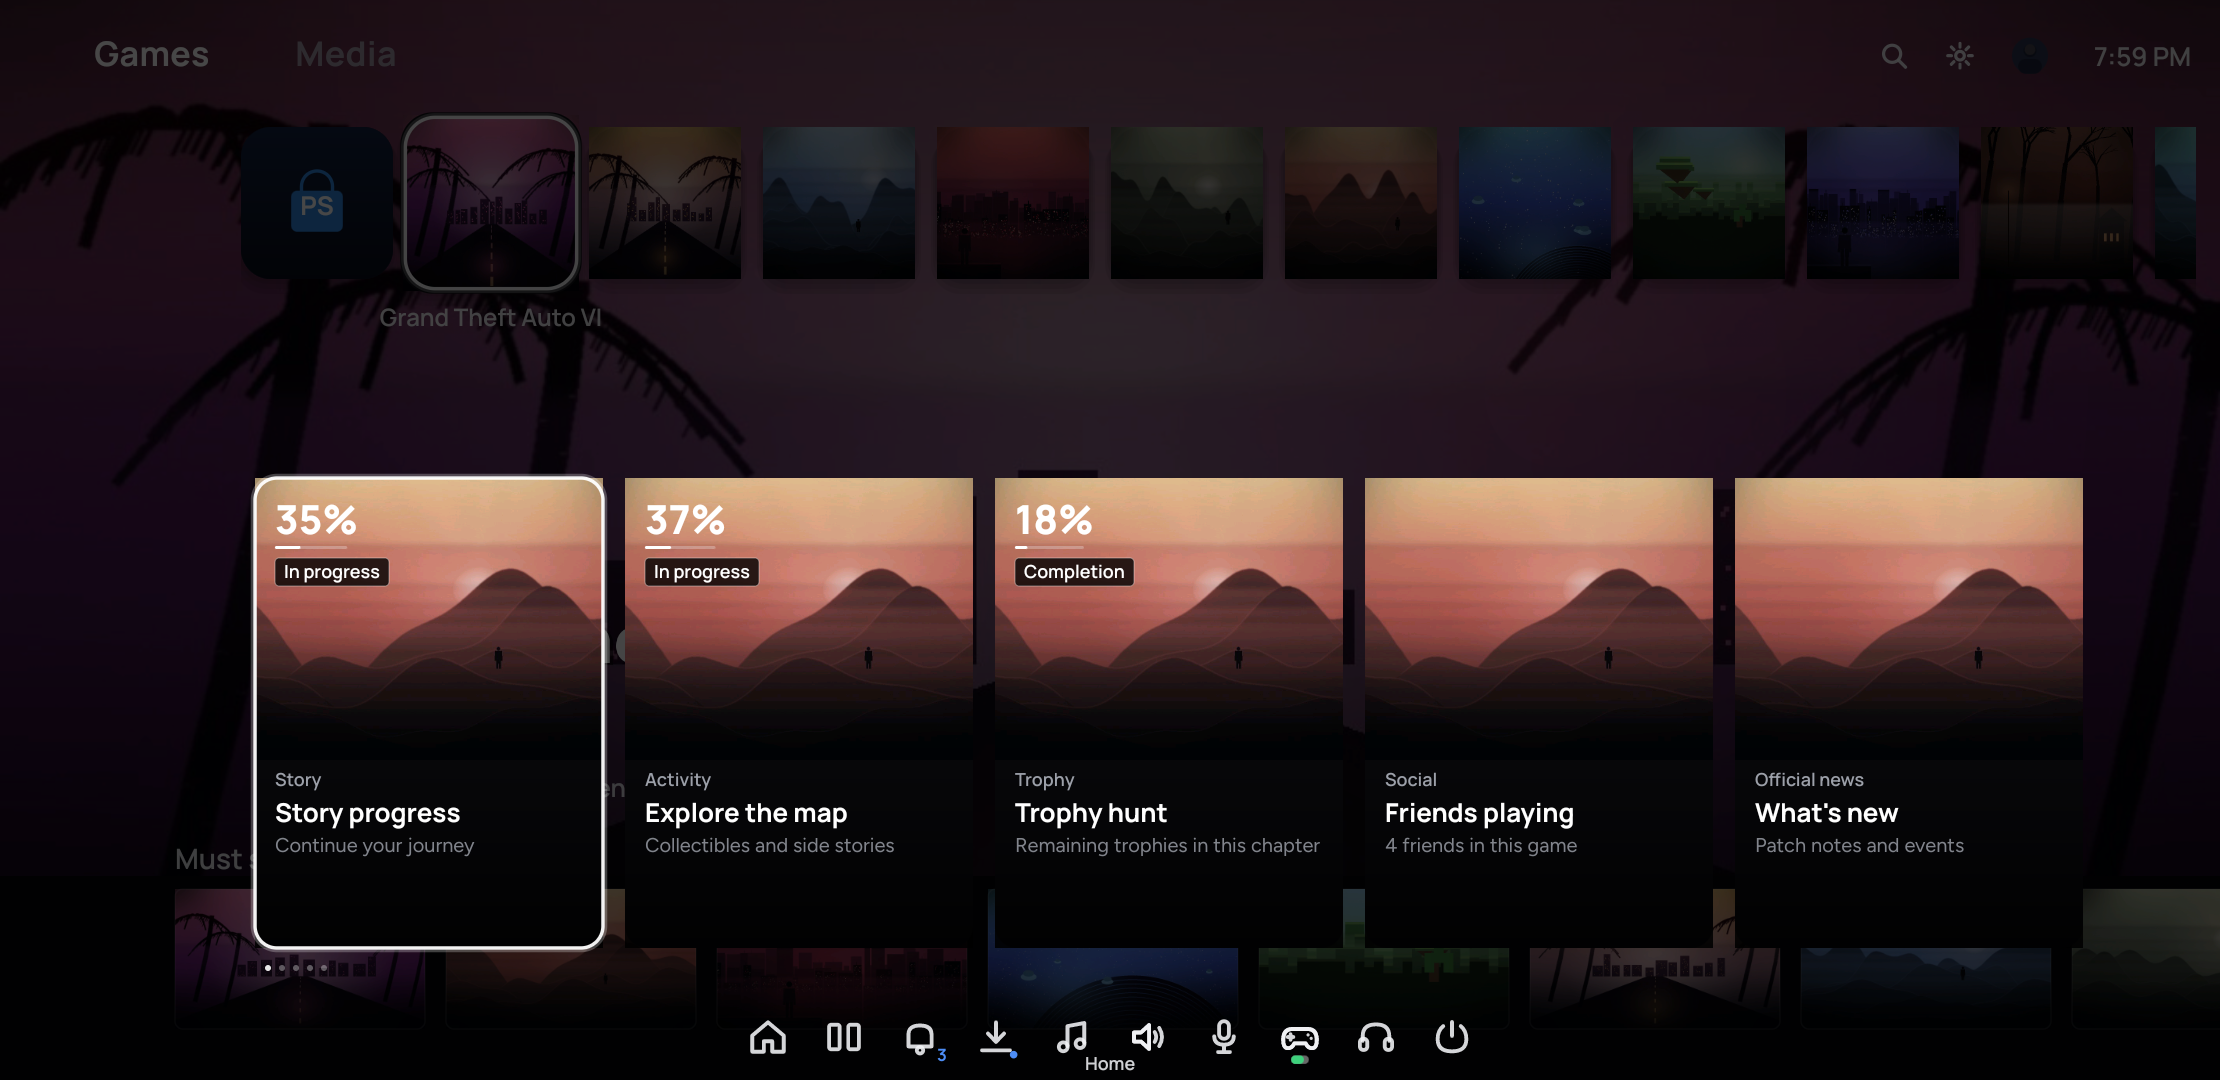 Games
Media
7:59 PM
PS
Grand Theft Auto VI
35%
In progress
Story
Story progress
Continue your journey
37%
In progress
Activity
Explore the map
Collectibles and side stories
18%
Completion
Trophy
Trophy hunt
Remaining trophies in this chapter
Social
Friends playing
4 friends in this game
Official news
What's new
Patch notes and events
Must
3
Home